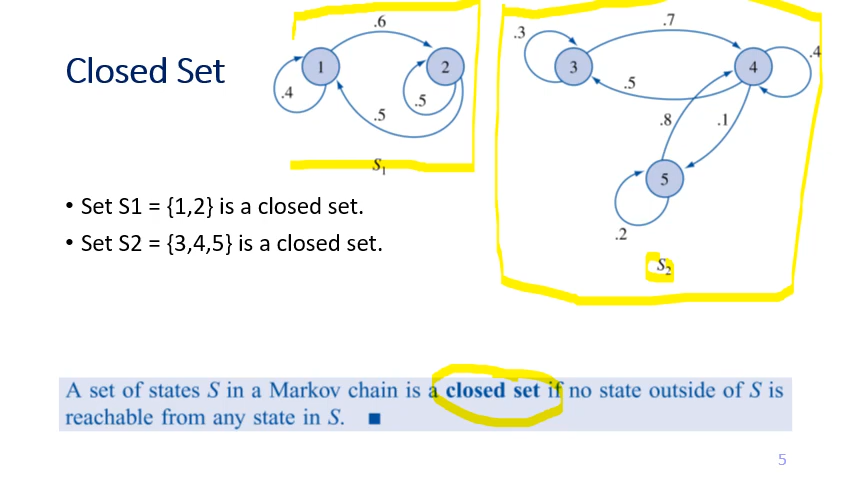 Closed Set
.6
1
2
.4
.5
.5
S1
.3
.7
3
4
.4
.5
.8
.1
5
.2
S2
• Set S1 = {1,2} is a closed set.
• Set S2 = {3,4,5} is a closed set.
A set of states S in a Markov chain is a closed set if no state outside of S is
reachable from any state in S. ■
5